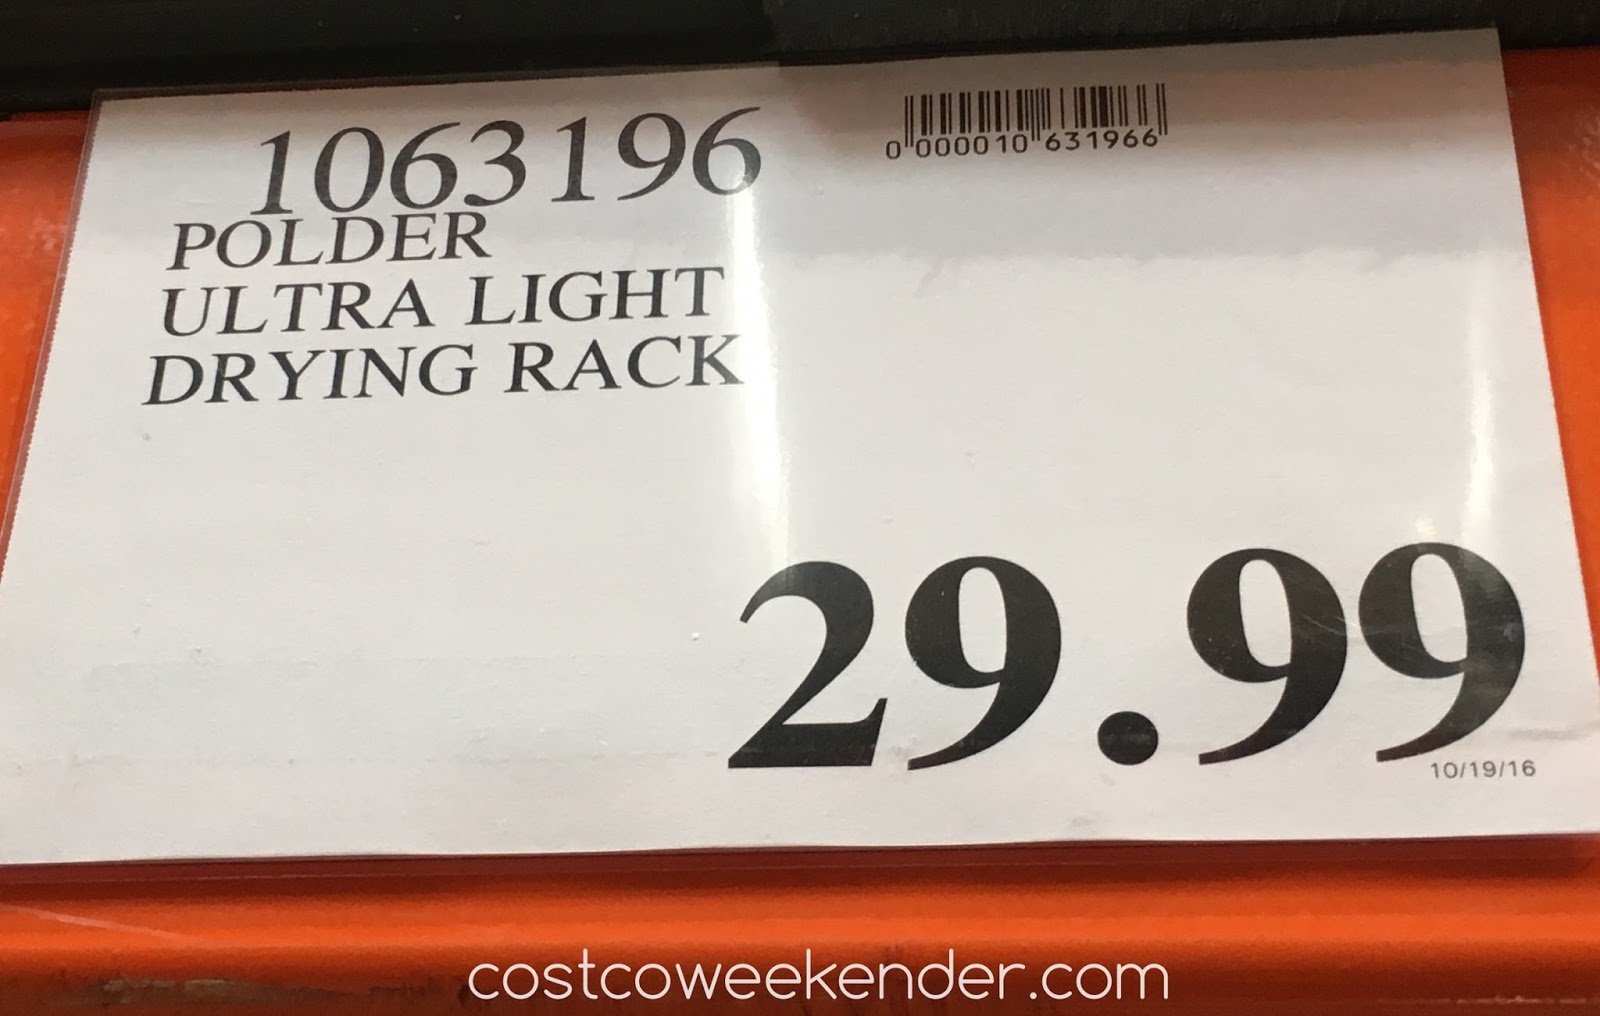 1063196
0 000010 631966
POLDER
ULTRA LIGHT
DRYING RACK
29.99
10/19/16
costcoweekender.com